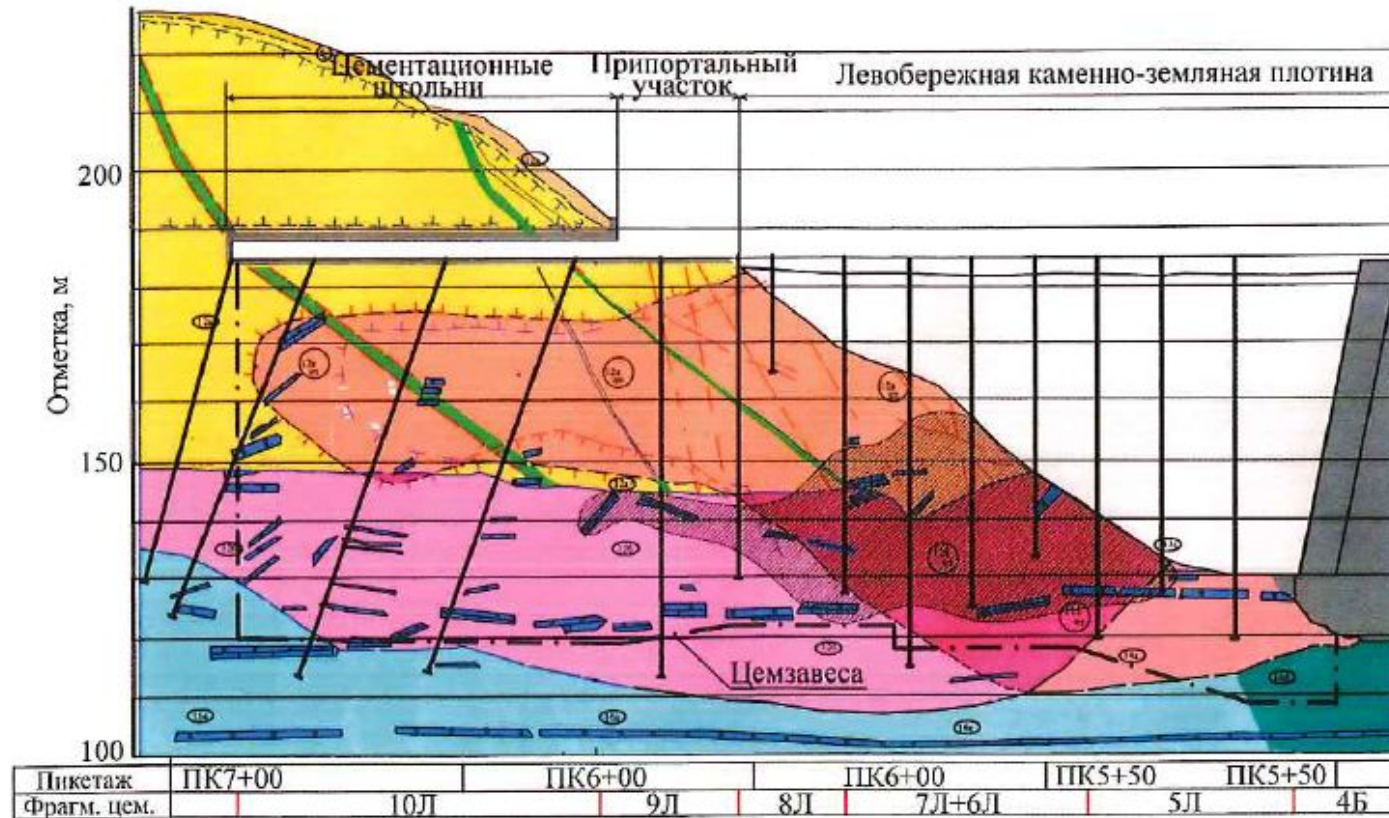 Цементационные
штольни
Припортальный
участок
Левобережная каменно-земляная плотина
Отметка, м
200
150
100
Цемзавеса
Пикетаж ПК7+00 ПК6+00 ПК6+00 ПК5+50 ПК5+50
Фрагм. цем. 10Л 9Л 8Л 7Л+6Л 5Л 4Б